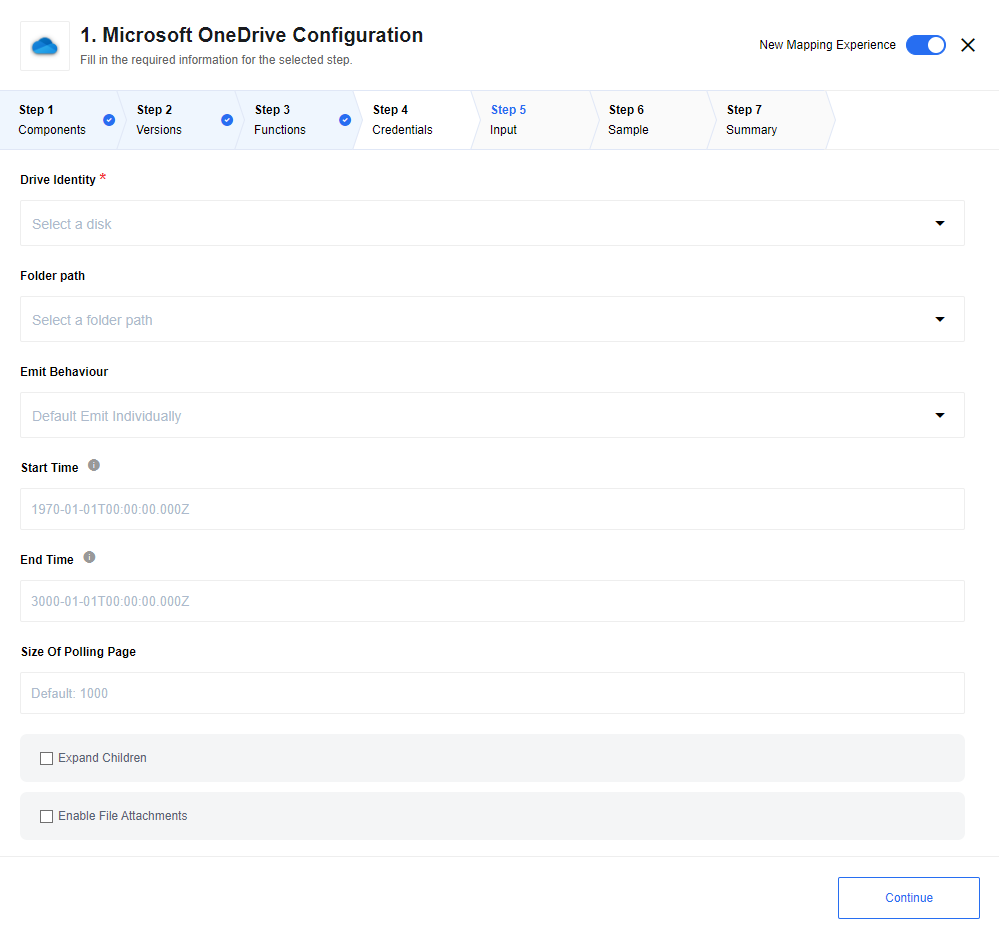 1. Microsoft OneDrive Configuration
Fill in the required information for the selected step.
New Mapping Experience
Step 1
Components
Step 2
Versions
Step 3
Functions
Step 4
Credentials
Step 5
Input
Step 6
Sample
Step 7
Summary
Drive Identity *
Select a disk
Folder path
Select a folder path
Emit Behaviour
Default Emit Individually
Start Time
1970-01-01T00:00:00.000Z
End Time
3000-01-01T00:00:00.000Z
Size Of Polling Page
Default: 1000
Expand Children
Enable File Attachments
Continue